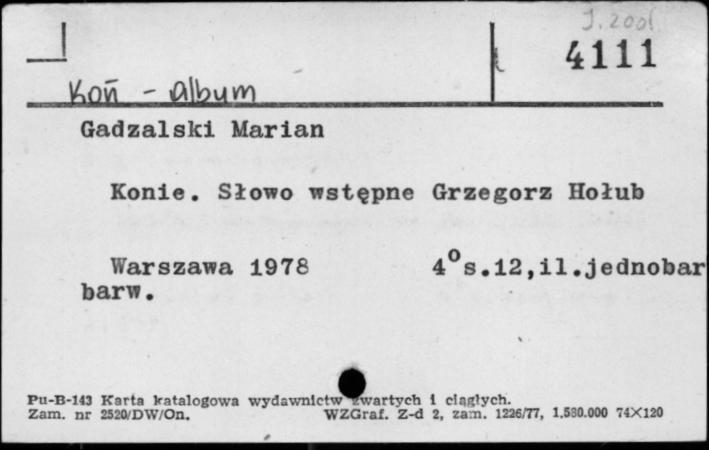 J. 2001
4111
Koń - album
Gadzalski Marian
Konie. Słowo wstępne Grzegorz Hołub
Warszawa 1978 4° s.12,il.jednobar
barw.
Pu-B-143 Karta katalogowa wydawnictw zwartych i ciągłych.
Zam. nr 2520/DW/On. WZGraf. Z-d 2, zam. 1226/77, 1.580.000 74×120